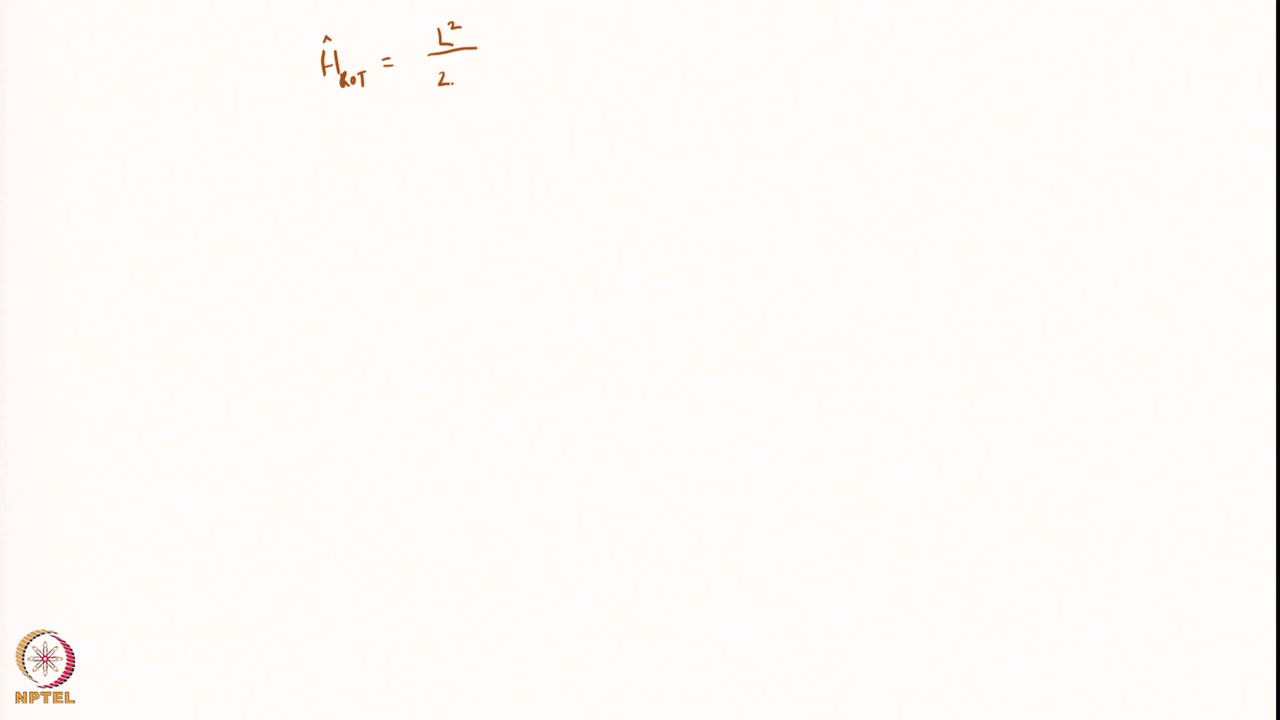 Ĥ_ROT = L² / 2.
NPTEL